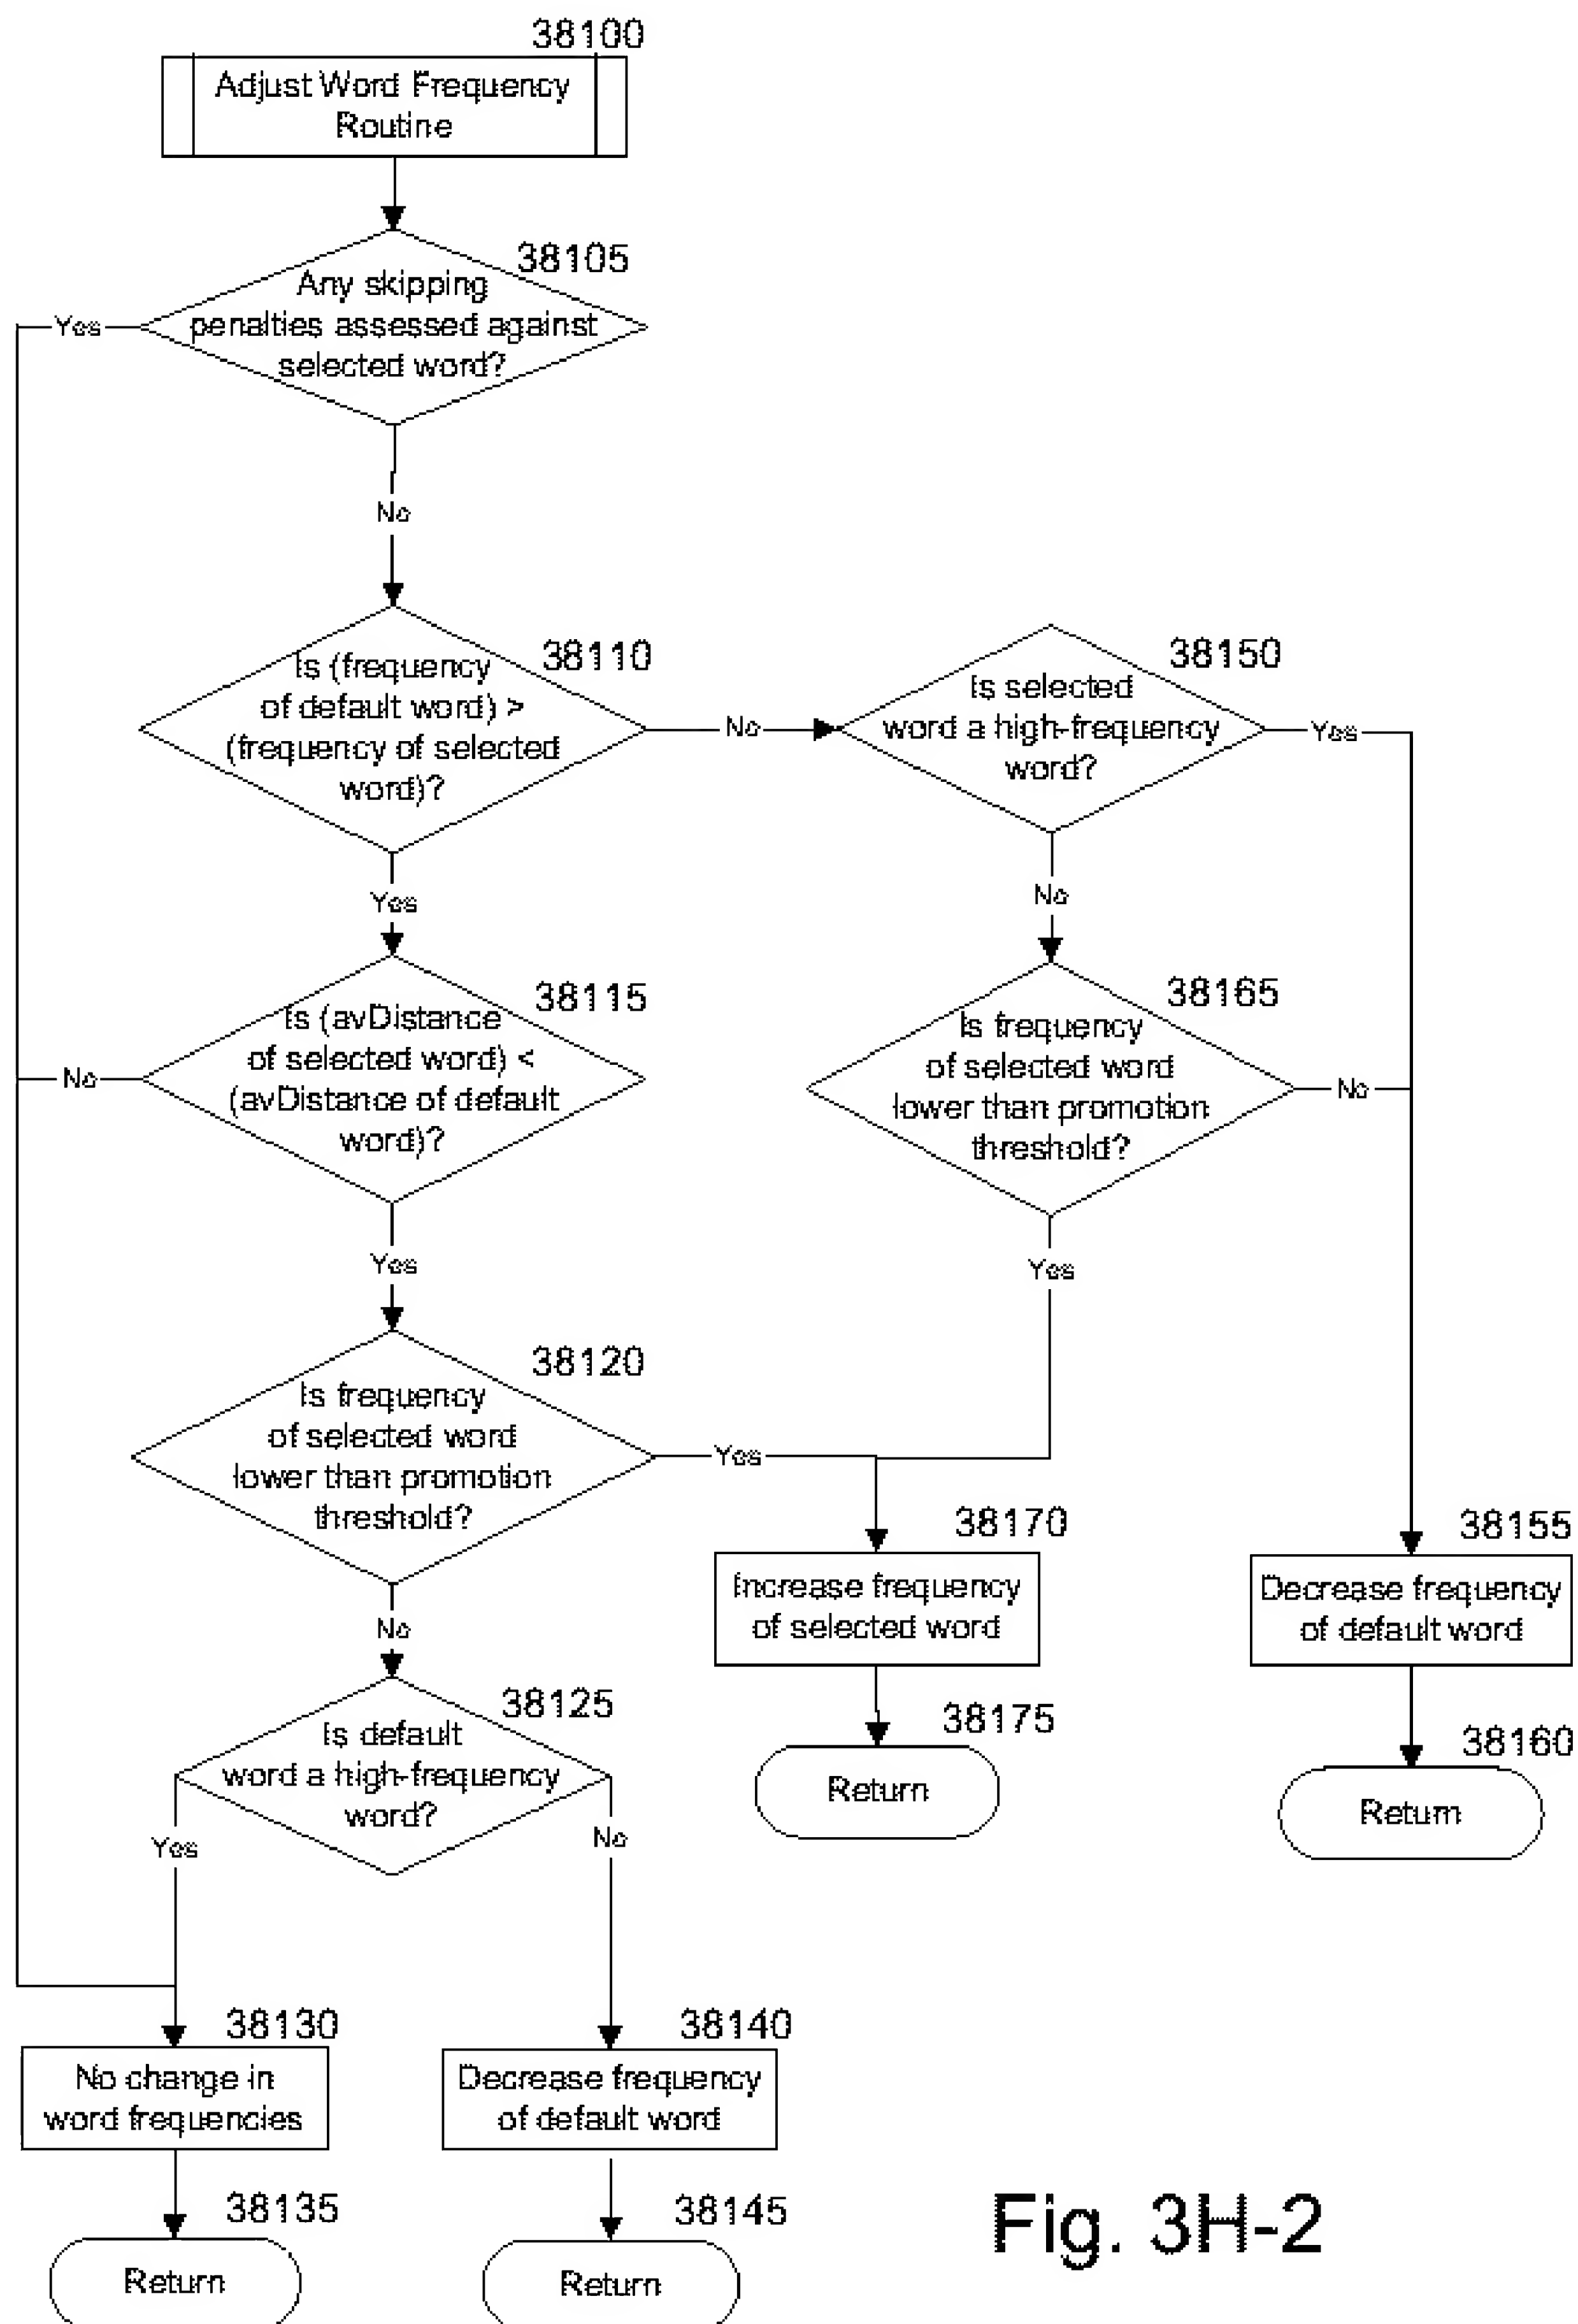 38100
Adjust Word Frequency
Routine
38105
Any skipping
penalties assessed against
selected word?
Yes
No
38110
Is (frequency
of default word) >
(frequency of selected
word)?
No
38150
Is selected
word a high-frequency
word?
Yes
Yes
No
38115
Is (avDistance
of selected word) <
(avDistance of default
word)?
No
38165
Is frequency
of selected word
lower than promotion
threshold?
No
Yes
Yes
38120
Is frequency
of selected word
lower than promotion
threshold?
Yes
38170
Increase frequency
of selected word
38155
Decrease frequency
of default word
No
38125
Is default
word a high-frequency
word?
38175
Return
38160
Return
Yes
No
38130
No change in
word frequencies
38140
Decrease frequency
of default word
38135
Return
38145
Return
Fig. 3H-2